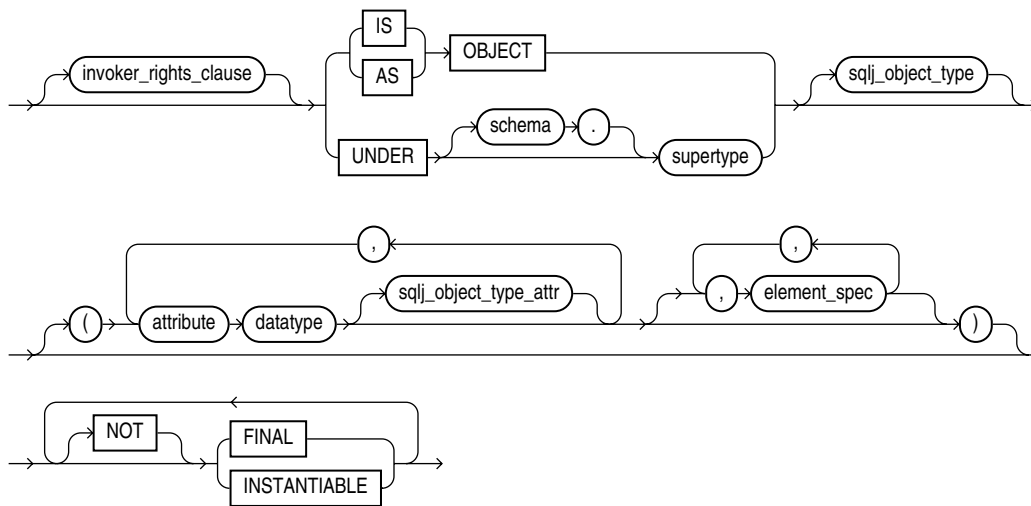 IS
invoker_rights_clause
OBJECT
sqlj_object_type
AS
schema .
UNDER
supertype
,
,
sqlj_object_type_attr
( attribute datatype , element_spec )
NOT
FINAL
INSTANTIABLE